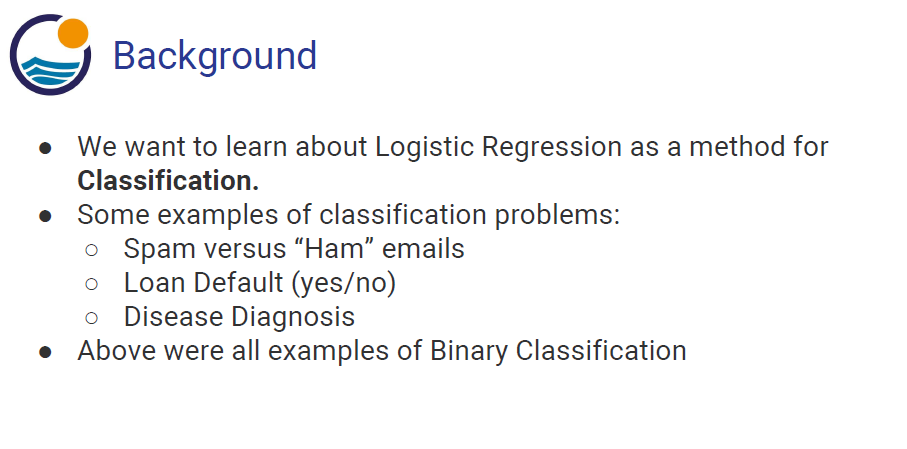 Background
● We want to learn about Logistic Regression as a method for
Classification.
● Some examples of classification problems:
○ Spam versus “Ham” emails
○ Loan Default (yes/no)
○ Disease Diagnosis
● Above were all examples of Binary Classification